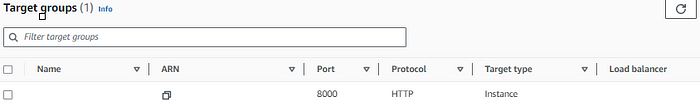 Target groups (1) Info
Filter target groups
Name ARN Port Protocol Target type Load balancer
8000 HTTP Instance